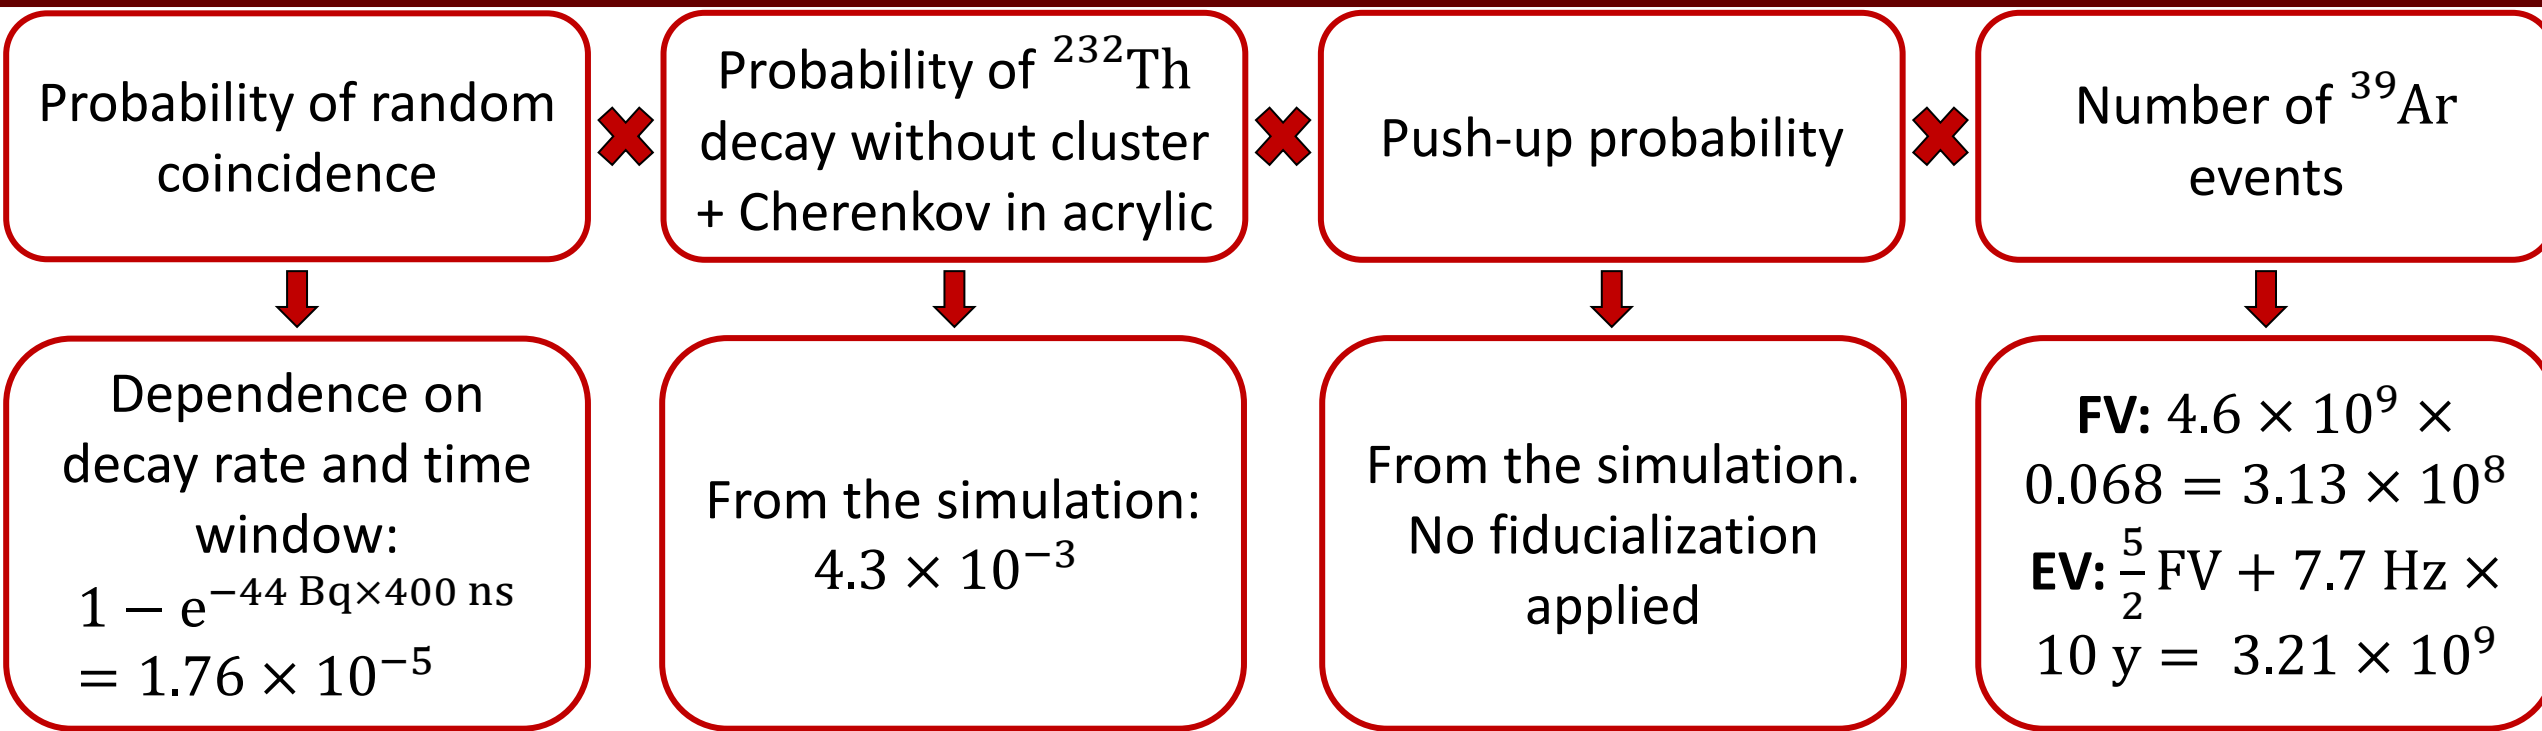 Probability of random
coincidence
Probability of ²³²Th
decay without cluster
+ Cherenkov in acrylic
Push-up probability
Number of ³⁹Ar
events
Dependence on
decay rate and time
window:
1 − e^{−44 Bq×400 ns}
= 1.76 × 10⁻⁵
From the simulation:
4.3 × 10⁻³
From the simulation.
No fiducialization
applied
FV: 4.6 × 10⁹ ×
0.068 = 3.13 × 10⁸
EV: 5/2 FV + 7.7 Hz ×
10 y = 3.21 × 10⁹